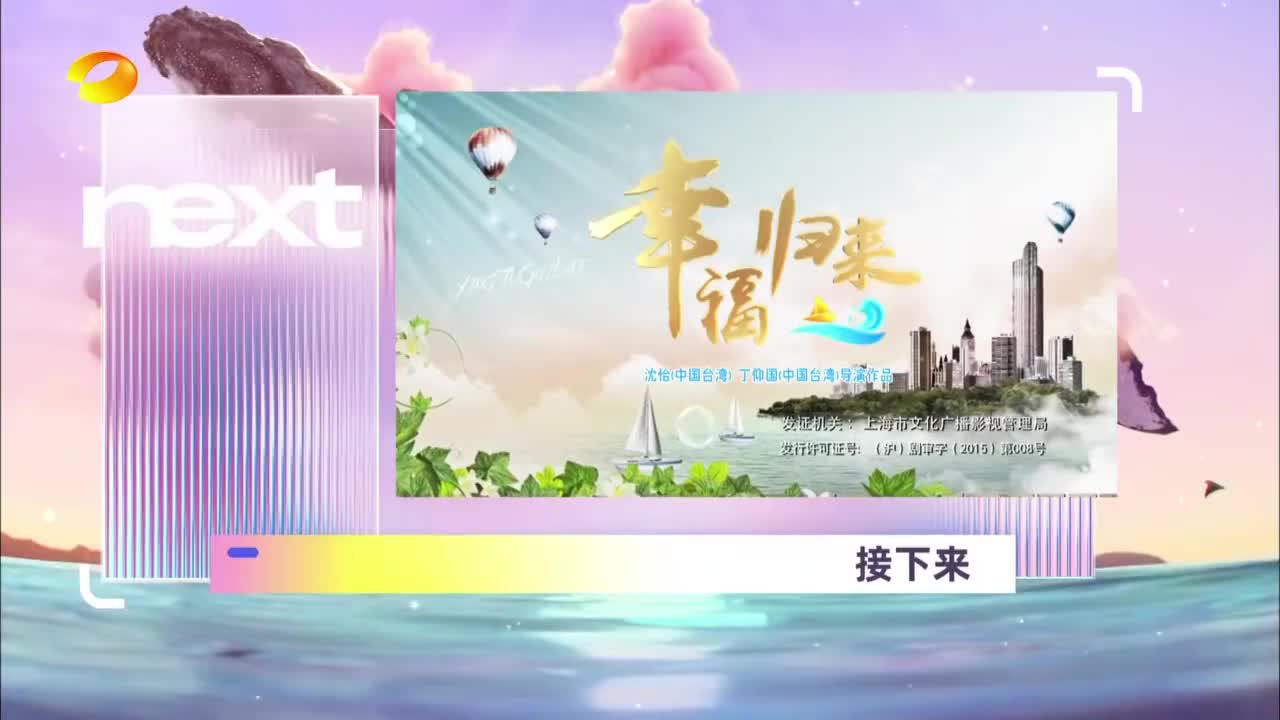 next
幸福归来
沈怡(中国台湾) 丁仰国(中国台湾)导演作品
发证机关：上海市文化广播影视管理局
发行许可证号：（沪）剧审字（2015）第008号
接下来